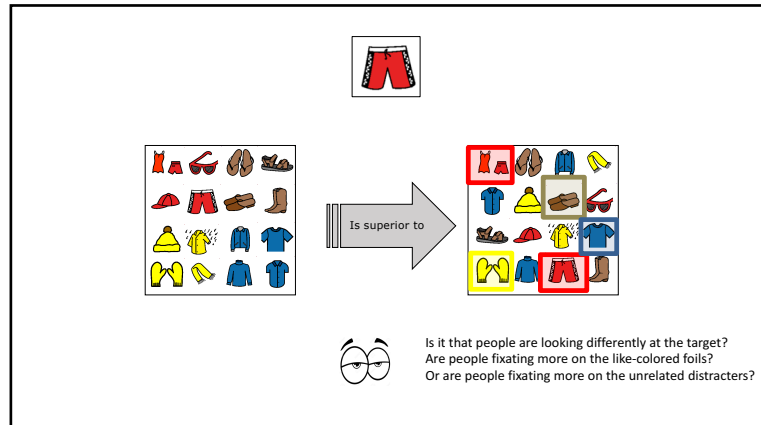 Is superior to
Is it that people are looking differently at the target?
Are people fixating more on the like-colored foils?
Or are people fixating more on the unrelated distracters?